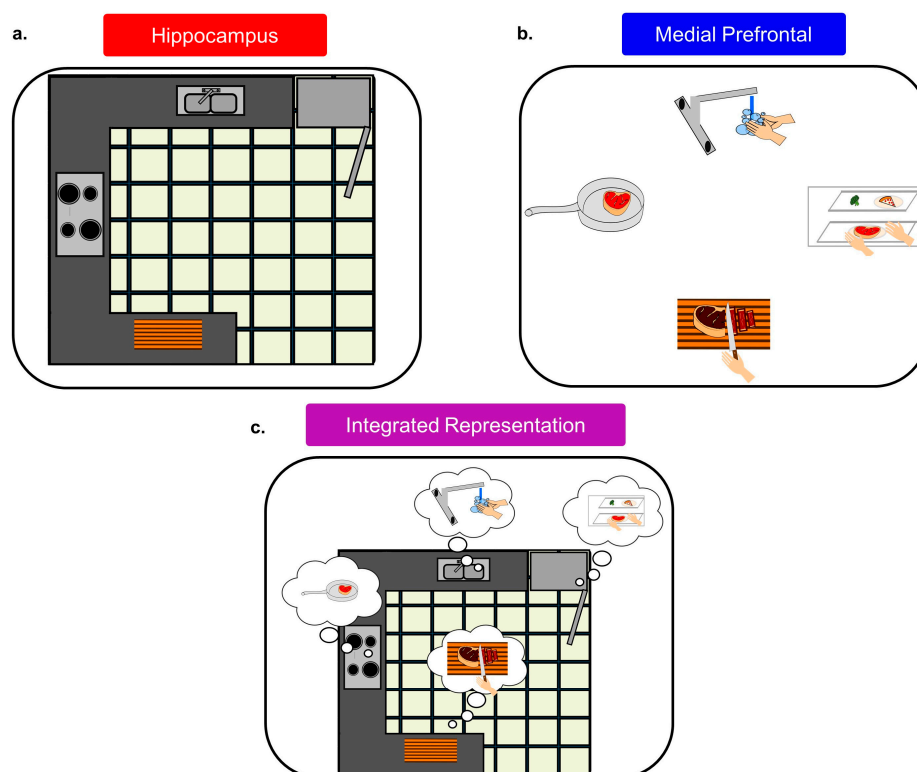 a.
Hippocampus
b.
Medial Prefrontal
c.
Integrated Representation